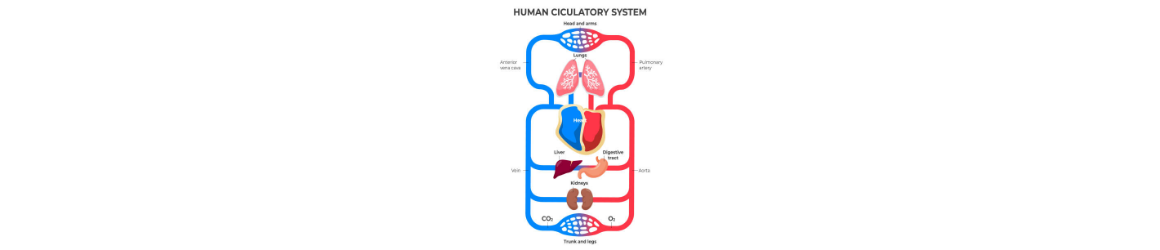 HUMAN CICULATORY SYSTEM
Head and arms
Lungs
Anterior
vena cava
Pulmonary
artery
Heart
Liver
Digestive
tract
Vein
Aorta
Kidneys
CO₂
O₂
Trunk and legs